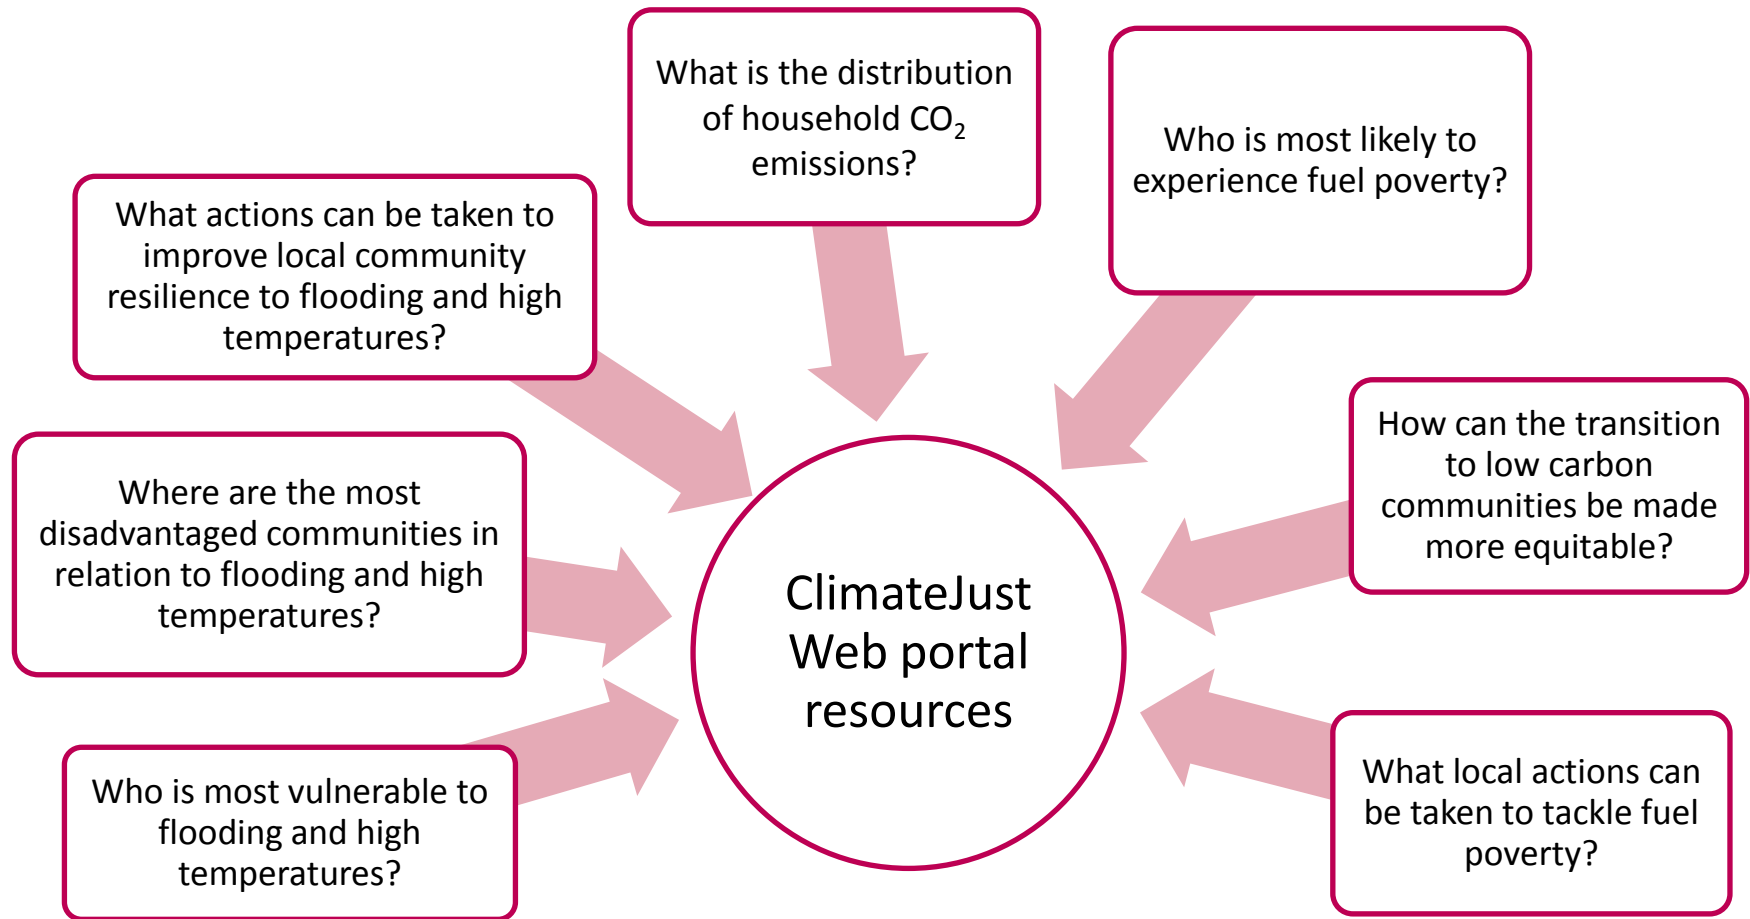 What is the distribution
of household CO₂
emissions?
Who is most likely to
experience fuel poverty?
What actions can be taken to
improve local community
resilience to flooding and high
temperatures?
How can the transition
to low carbon
communities be made
more equitable?
Where are the most
disadvantaged communities in
relation to flooding and high
temperatures?
ClimateJust
Web portal
resources
What local actions can
be taken to tackle fuel
poverty?
Who is most vulnerable to
flooding and high
temperatures?